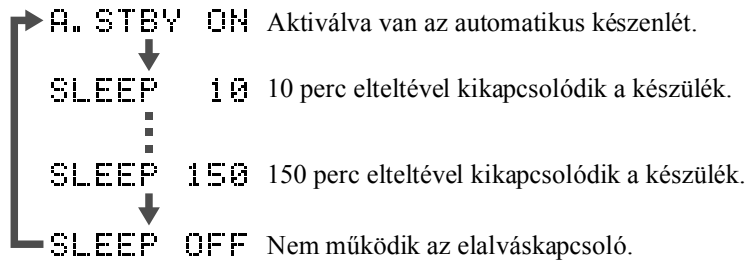 A. STBY ON Aktiválva van az automatikus készenlét.
SLEEP 10 10 perc elteltével kikapcsolódik a készülék.
SLEEP 150 150 perc elteltével kikapcsolódik a készülék.
SLEEP OFF Nem működik az elalváskapcsoló.